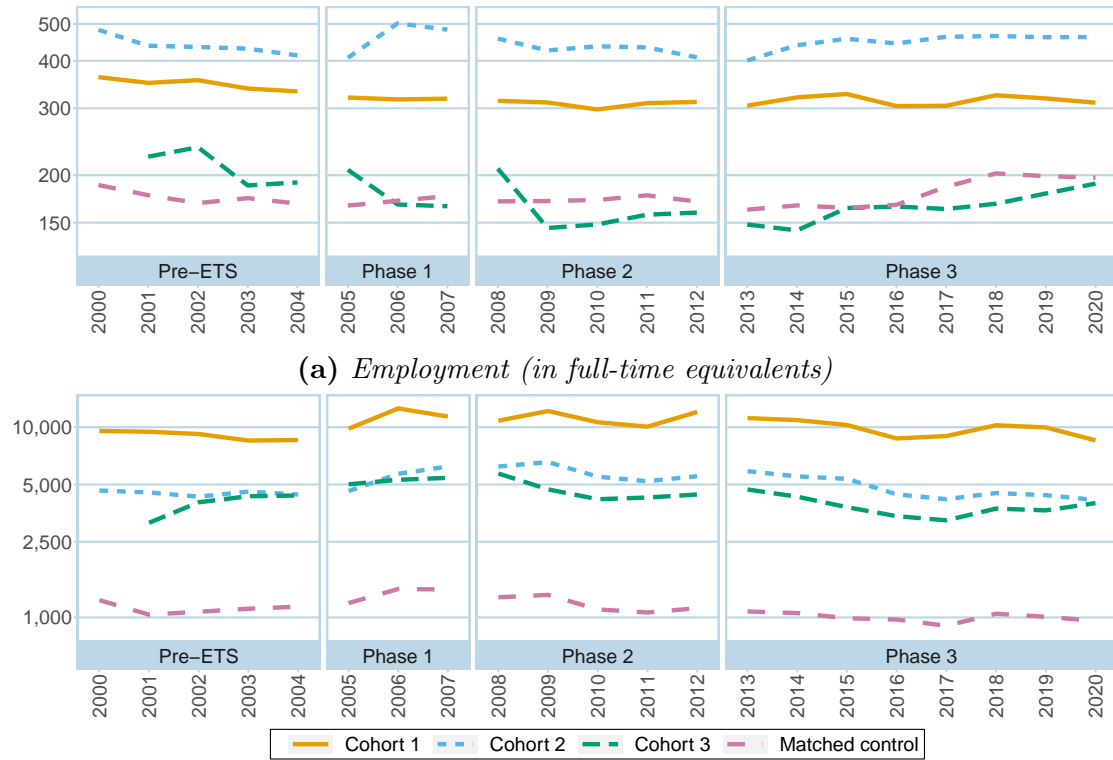 500
400
300
200
150
Pre−ETS Phase 1 Phase 2 Phase 3
2000 2001 2002 2003 2004 2005 2006 2007 2008 2009 2010 2011 2012 2013 2014 2015 2016 2017 2018 2019 2020
(a) Employment (in full-time equivalents)
10,000
5,000
2,500
1,000
Pre−ETS Phase 1 Phase 2 Phase 3
2000 2001 2002 2003 2004 2005 2006 2007 2008 2009 2010 2011 2012 2013 2014 2015 2016 2017 2018 2019 2020
Cohort 1 Cohort 2 Cohort 3 Matched control